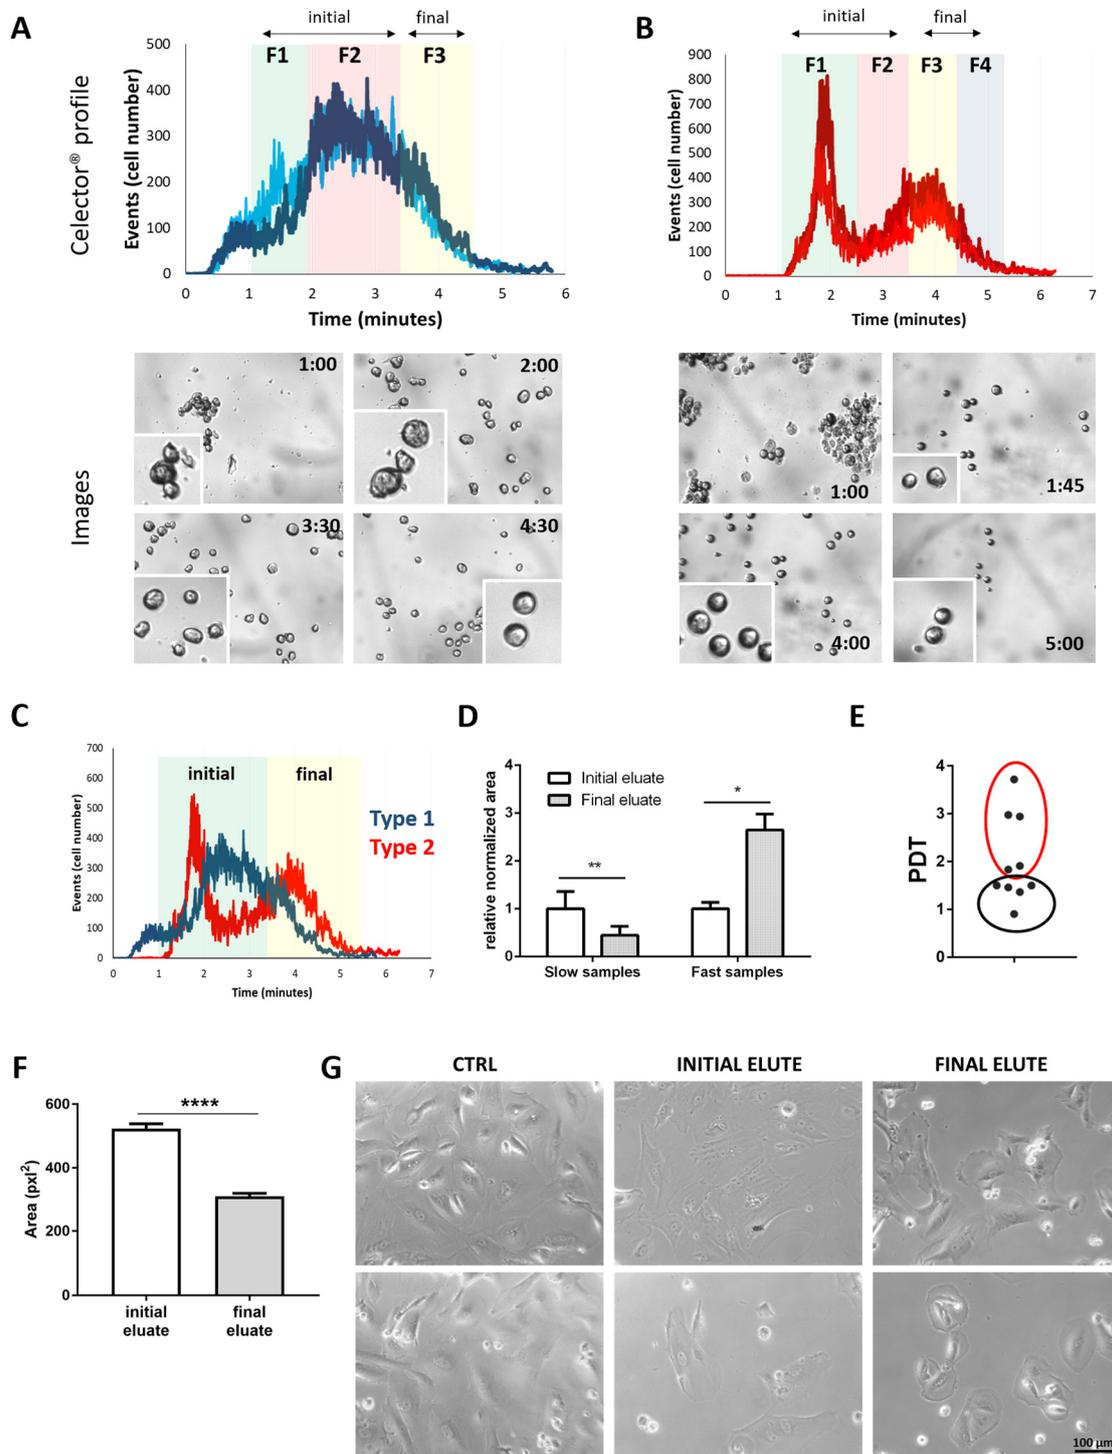 A
initial
final
F1
F2
F3
Celector® profile
Events (cell number)
500
400
300
200
100
0
0 1 2 3 4 5 6
Time (minutes)
B
initial
final
F1
F2
F3
F4
Events (cell number)
900
800
700
600
500
400
300
200
100
0
0 1 2 3 4 5 6 7
Time (minutes)
Images
1:00
2:00
3:30
4:30
1:00
1:45
4:00
5:00
C
700
600
500
400
300
200
100
0
Events (cell number)
initial
final
Type 1
Type 2
0 1 2 3 4 5 6 7
Time (minutes)
D
relative normalized area
4
3
2
1
0
Initial eluate
Final eluate
**
*
Slow samples
Fast samples
E
PDT
4
3
2
1
0
F
Area (pxl²)
600
400
200
0
****
initial
eluate
final
eluate
G
CTRL
INITIAL ELUTE
FINAL ELUTE
100 µm